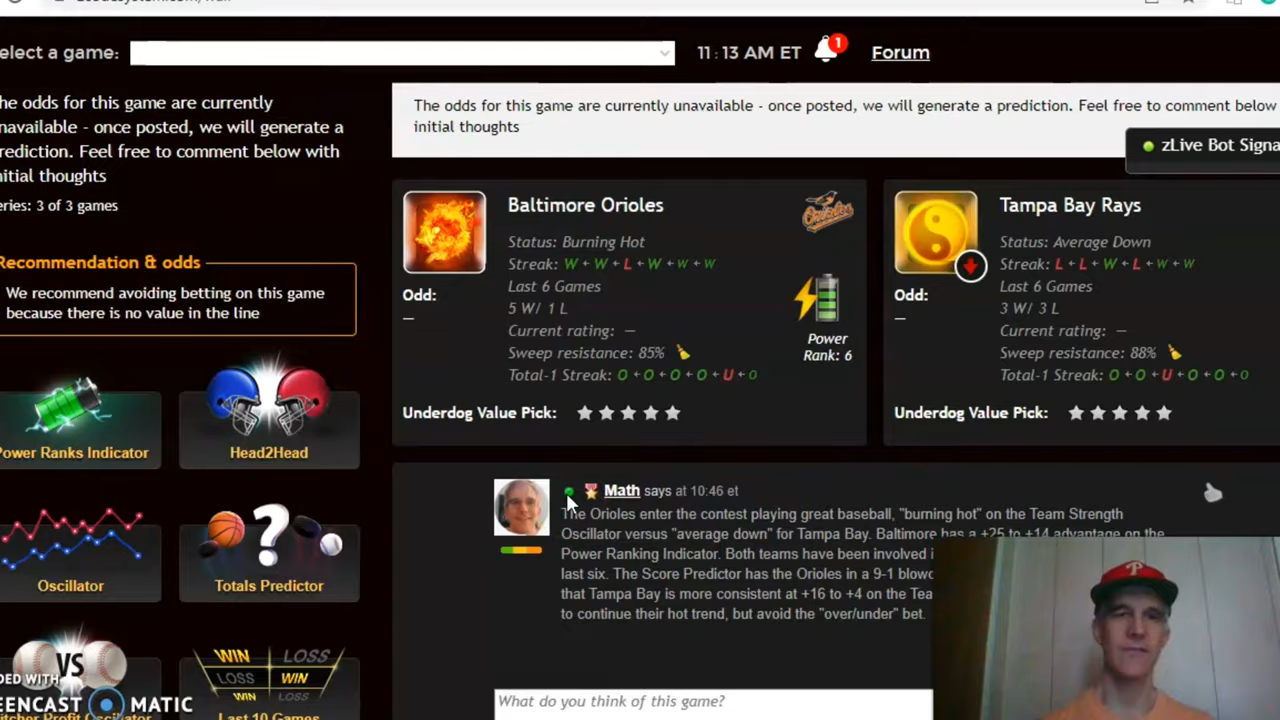 elect a game:
11:13 AM ET
1
Forum
he odds for this game are currently
navailable - once posted, we will generate a
rediction. Feel free to comment below with
nitial thoughts
eries: 3 of 3 games
Recommendation & odds
We recommend avoiding betting on this game
because there is no value in the line
Power Ranks Indicator
Head2Head
Oscillator
Totals Predictor
VS
WIN LOSS
LOSS WIN
WIN LOSS
Last 10 Games
DED WITH
EENCAST MATIC
The odds for this game are currently unavailable - once posted, we will generate a prediction. Feel free to comment below
initial thoughts
zLive Bot Signa
Baltimore Orioles
Orioles
Status: Burning Hot
Streak: W ← W ← L ← W ← W ← W
Last 6 Games
Odd:
5 W/ 1 L
—
Current rating: —
Sweep resistance: 85%
Total-1 Streak: O ← O ← O ← O ← U ← O
Power
Rank: 6
Underdog Value Pick:
Tampa Bay Rays
Status: Average Down
Streak: L ← L ← W ← L ← W ← W
Last 6 Games
Odd:
3 W/ 3 L
—
Current rating: —
Sweep resistance: 88%
Total-1 Streak: O ← O ← U ← O ← O ← O
Underdog Value Pick:
Math says at 10:46 et
The Orioles enter the contest playing great baseball, "burning hot" on the Team Strength
Oscillator versus "average down" for Tampa Bay. Baltimore has a +25 to +14 advantage on the
Power Ranking Indicator. Both teams have been involved i
last six. The Score Predictor has the Orioles in a 9-1 blowo
that Tampa Bay is more consistent at +16 to +4 on the Tea
to continue their hot trend, but avoid the "over/under" bet.
What do you think of this game?
P